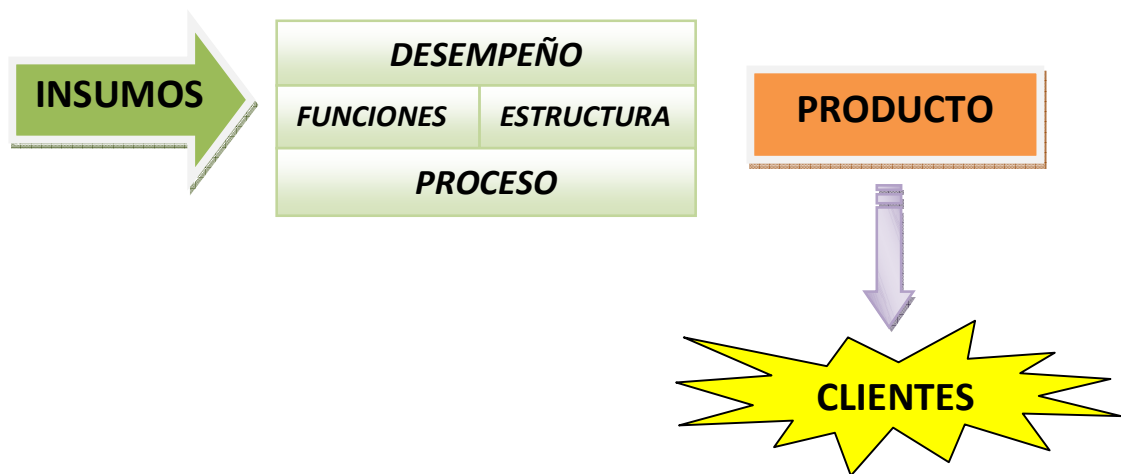 INSUMOS
DESEMPEÑO
FUNCIONES
ESTRUCTURA
PROCESO
PRODUCTO
CLIENTES